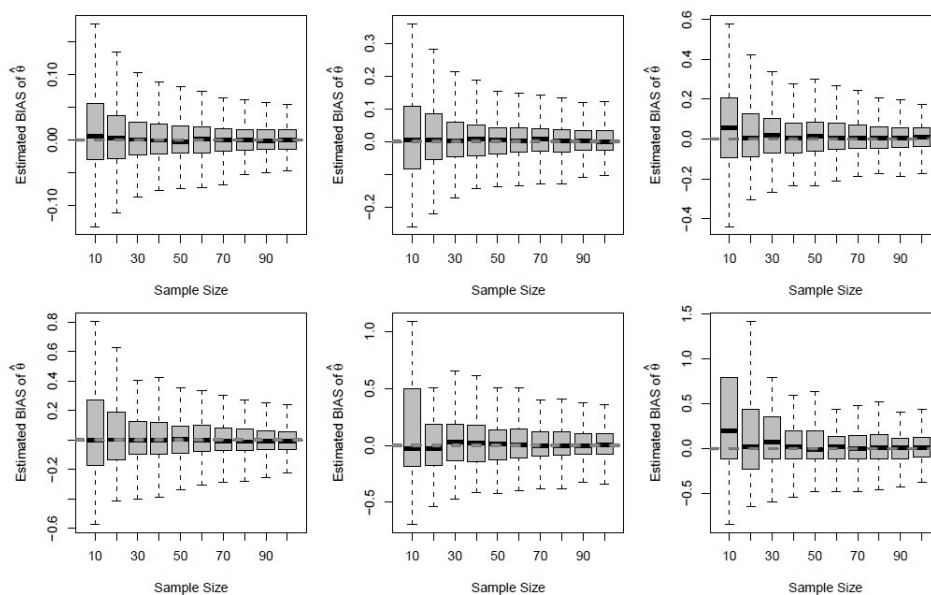 Estimated BIAS of θ̂
0.10
0.00
−0.10
10 30 50 70 90
Sample Size
Estimated BIAS of θ̂
0.3
0.2
0.1
0.0
−0.2
10 30 50 70 90
Sample Size
Estimated BIAS of θ̂
0.6
0.4
0.2
0.0
−0.2
−0.4
10 30 50 70 90
Sample Size
Estimated BIAS of θ̂
0.8
0.6
0.4
0.2
−0.2
−0.6
10 30 50 70 90
Sample Size
Estimated BIAS of θ̂
1.0
0.5
0.0
−0.5
10 30 50 70 90
Sample Size
Estimated BIAS of θ̂
1.5
1.0
0.5
0.0
−0.5
10 30 50 70 90
Sample Size